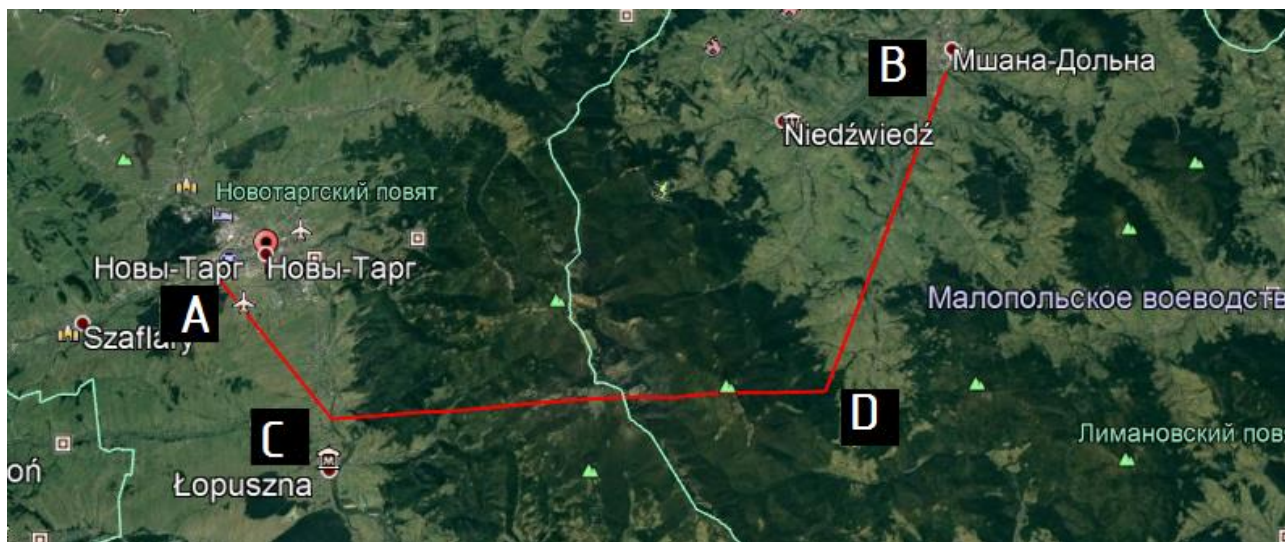 B
Мшана-Дольна
Niedźwiedź
Новотаргский повят
Новы-Тарг
Новы-Тарг
A
Szaflary
Малопольское воеводств
D
C
Лимановский пов
Łopuszna
oń